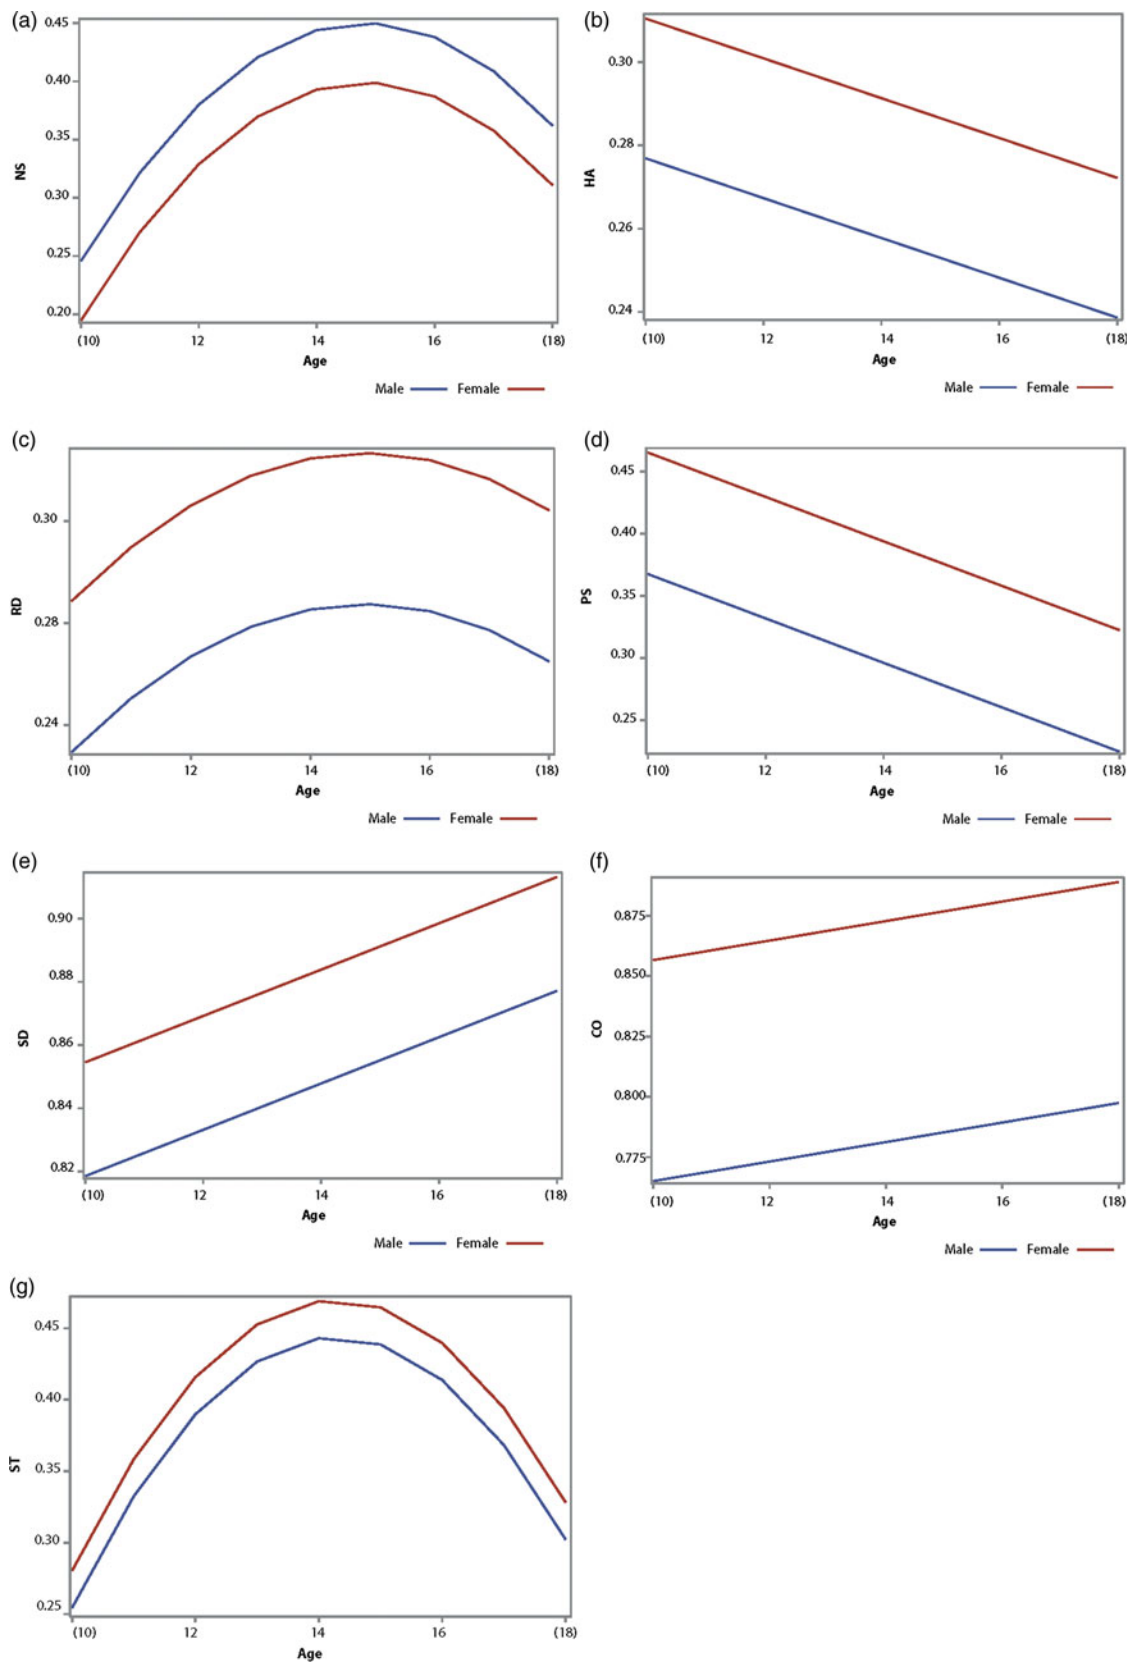 (a)
0.45
0.40
0.35
0.30
0.25
0.20
NS
(10) 12 14 16 (18)
Age
Male Female
(b)
0.30
0.28
0.26
0.24
HA
(10) 12 14 16 (18)
Age
Male Female
(c)
0.30
0.28
0.24
RD
(10) 12 14 16 (18)
Age
Male Female
(d)
0.45
0.40
0.35
0.30
0.25
PS
(10) 12 14 16 (18)
Age
Male Female
(e)
0.90
0.88
0.86
0.84
0.82
SD
(10) 12 14 16 (18)
Age
Male Female
(f)
0.875
0.850
0.825
0.800
0.775
CO
(10) 12 14 16 (18)
Age
Male Female
(g)
0.45
0.40
0.35
0.30
0.25
ST
(10) 12 14 16 (18)
Age